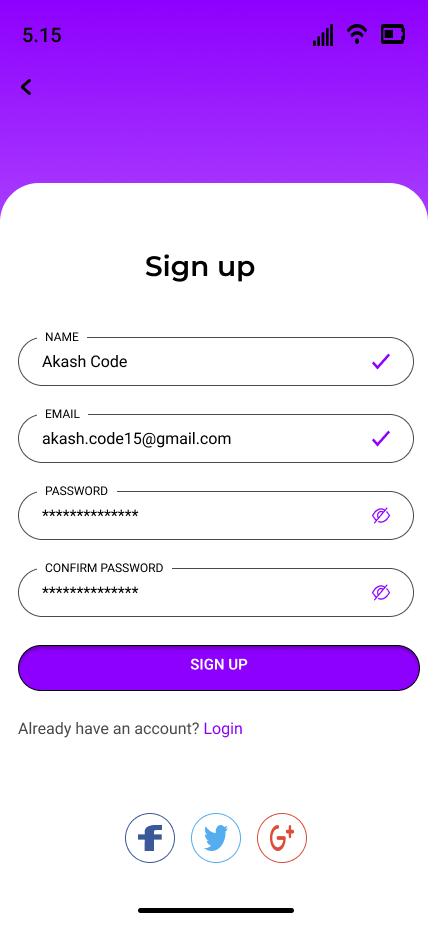 5.15
Sign up
NAME
Akash Code
EMAIL
akash.code15@gmail.com
PASSWORD
**************
CONFIRM PASSWORD
**************
SIGN UP
Already have an account? Login